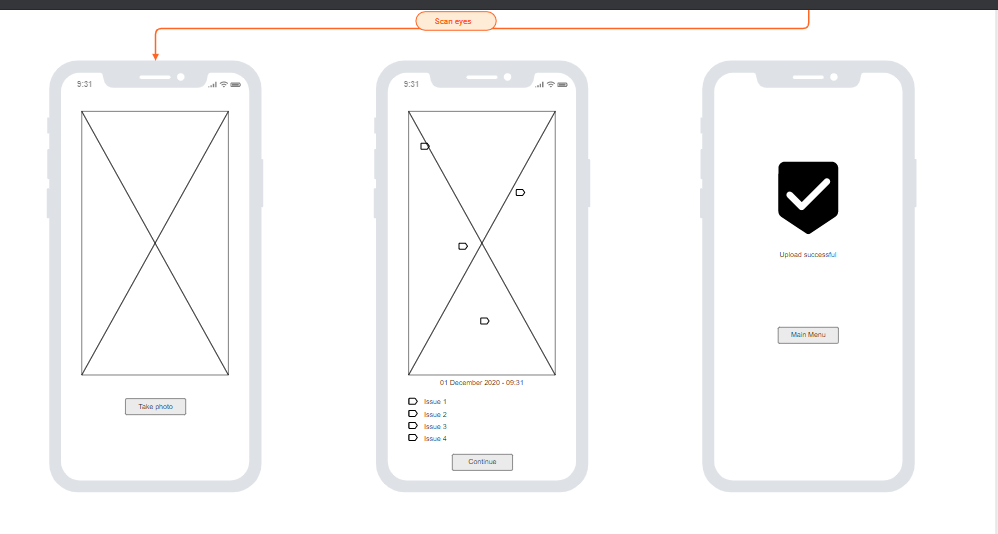 Scan eyes
9:31
Take photo
9:31
01 December 2020 - 09:31
Issue 1
Issue 2
Issue 3
Issue 4
Continue
Upload successful
Main Menu